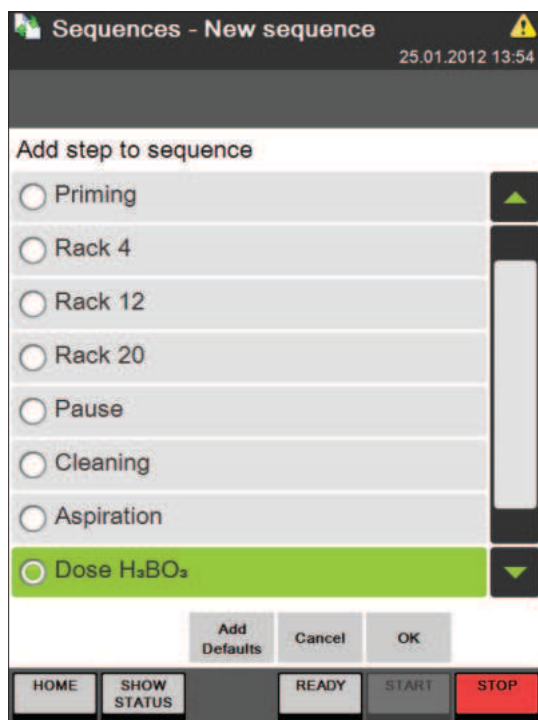 Sequences - New sequence
25.01.2012 13:54
Add step to sequence
Priming
Rack 4
Rack 12
Rack 20
Pause
Cleaning
Aspiration
Dose H₃BO₃
Add
Defaults
Cancel
OK
HOME
SHOW
STATUS
READY
START
STOP